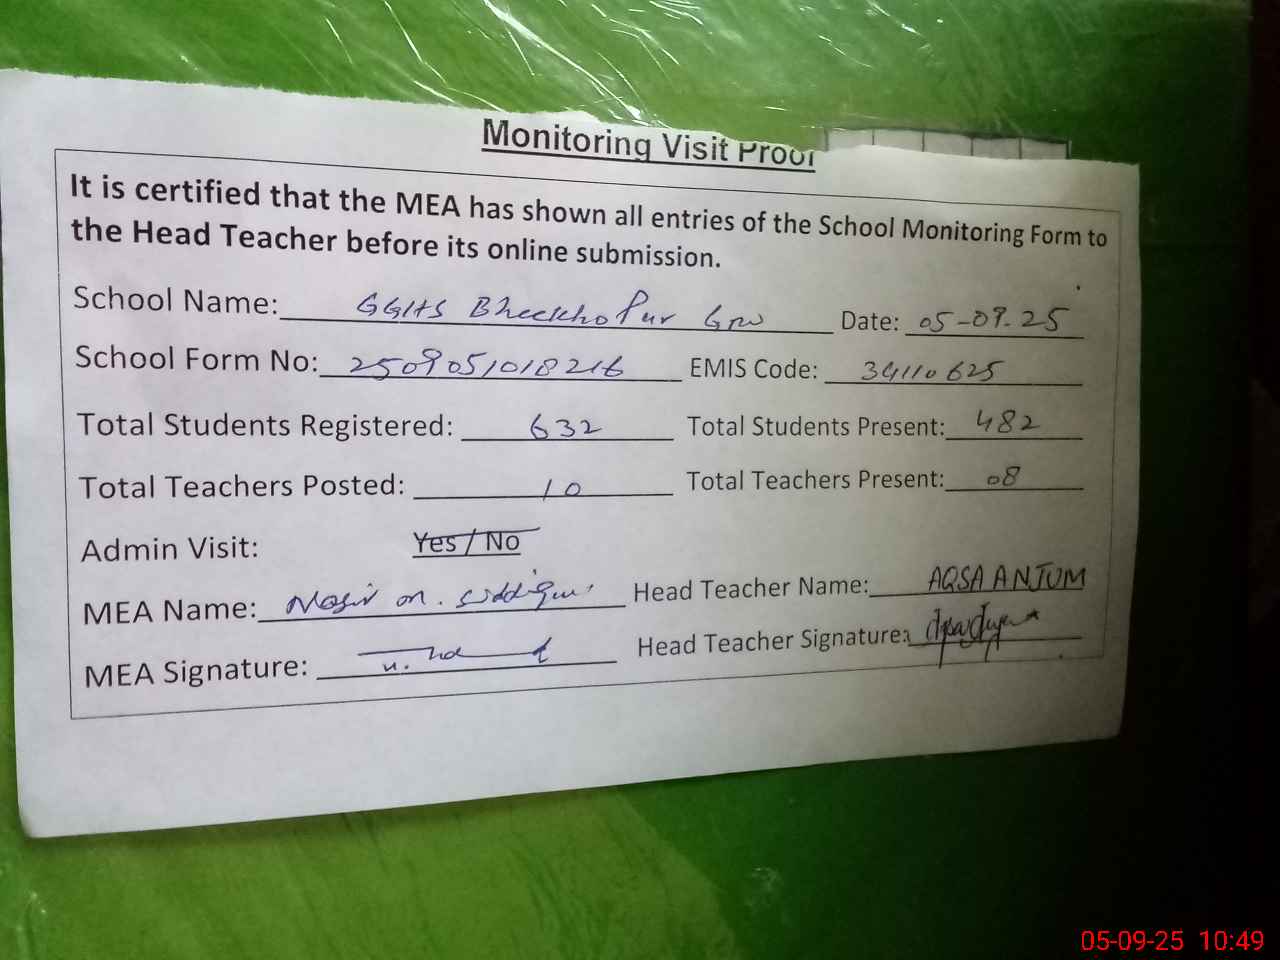 Monitoring Visit Proof
It is certified that the MEA has shown all entries of the School Monitoring Form to
the Head Teacher before its online submission.
School Name: GGHS Bheekho Pur Grw Date: 05-09-25
School Form No: 2509051018216 EMIS Code: 34110625
Total Students Registered: 632 Total Students Present: 482
Total Teachers Posted: 10 Total Teachers Present: 08
Admin Visit: Yes / No
MEA Name: Nasir m. siddiqui Head Teacher Name: AQSA ANJUM
MEA Signature: Head Teacher Signature:
05-09-25 10:49